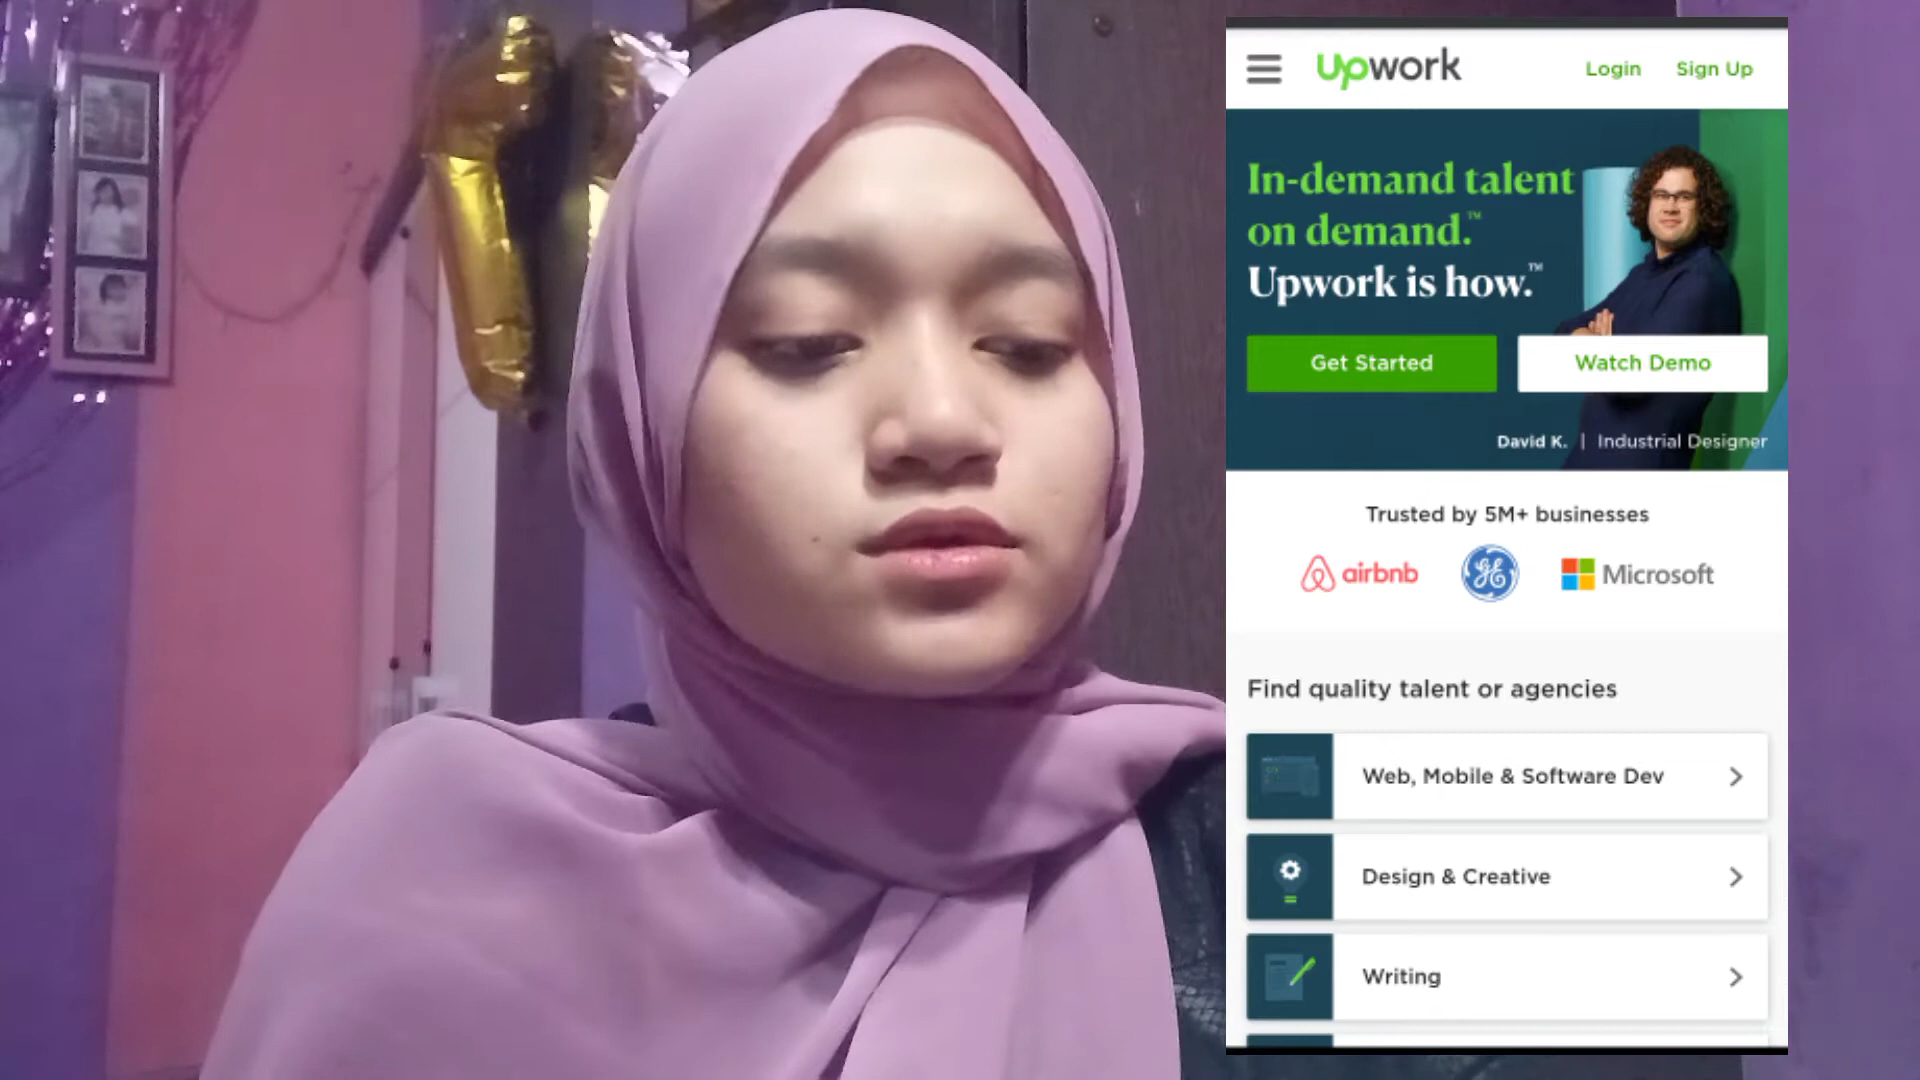 Upwork
Login
Sign Up
In-demand talent
on demand.™
Upwork is how.™
Get Started
Watch Demo
David K. | Industrial Designer
Trusted by 5M+ businesses
airbnb
GE
Microsoft
Find quality talent or agencies
Web, Mobile & Software Dev
Design & Creative
Writing